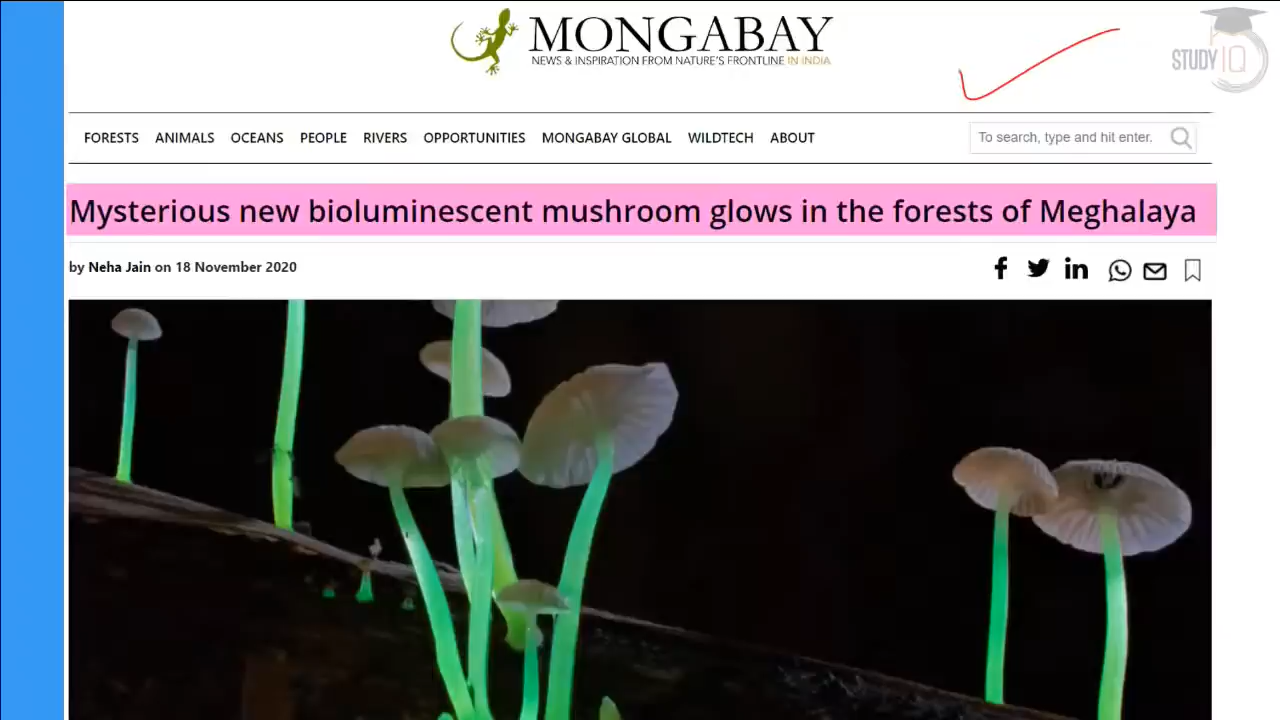 MONGABAY
NEWS & INSPIRATION FROM NATURE'S FRONTLINE IN INDIA
STUDY IQ
FORESTS ANIMALS OCEANS PEOPLE RIVERS OPPORTUNITIES MONGABAY GLOBAL WILDTECH ABOUT
To search, type and hit enter.
Mysterious new bioluminescent mushroom glows in the forests of Meghalaya
by Neha Jain on 18 November 2020